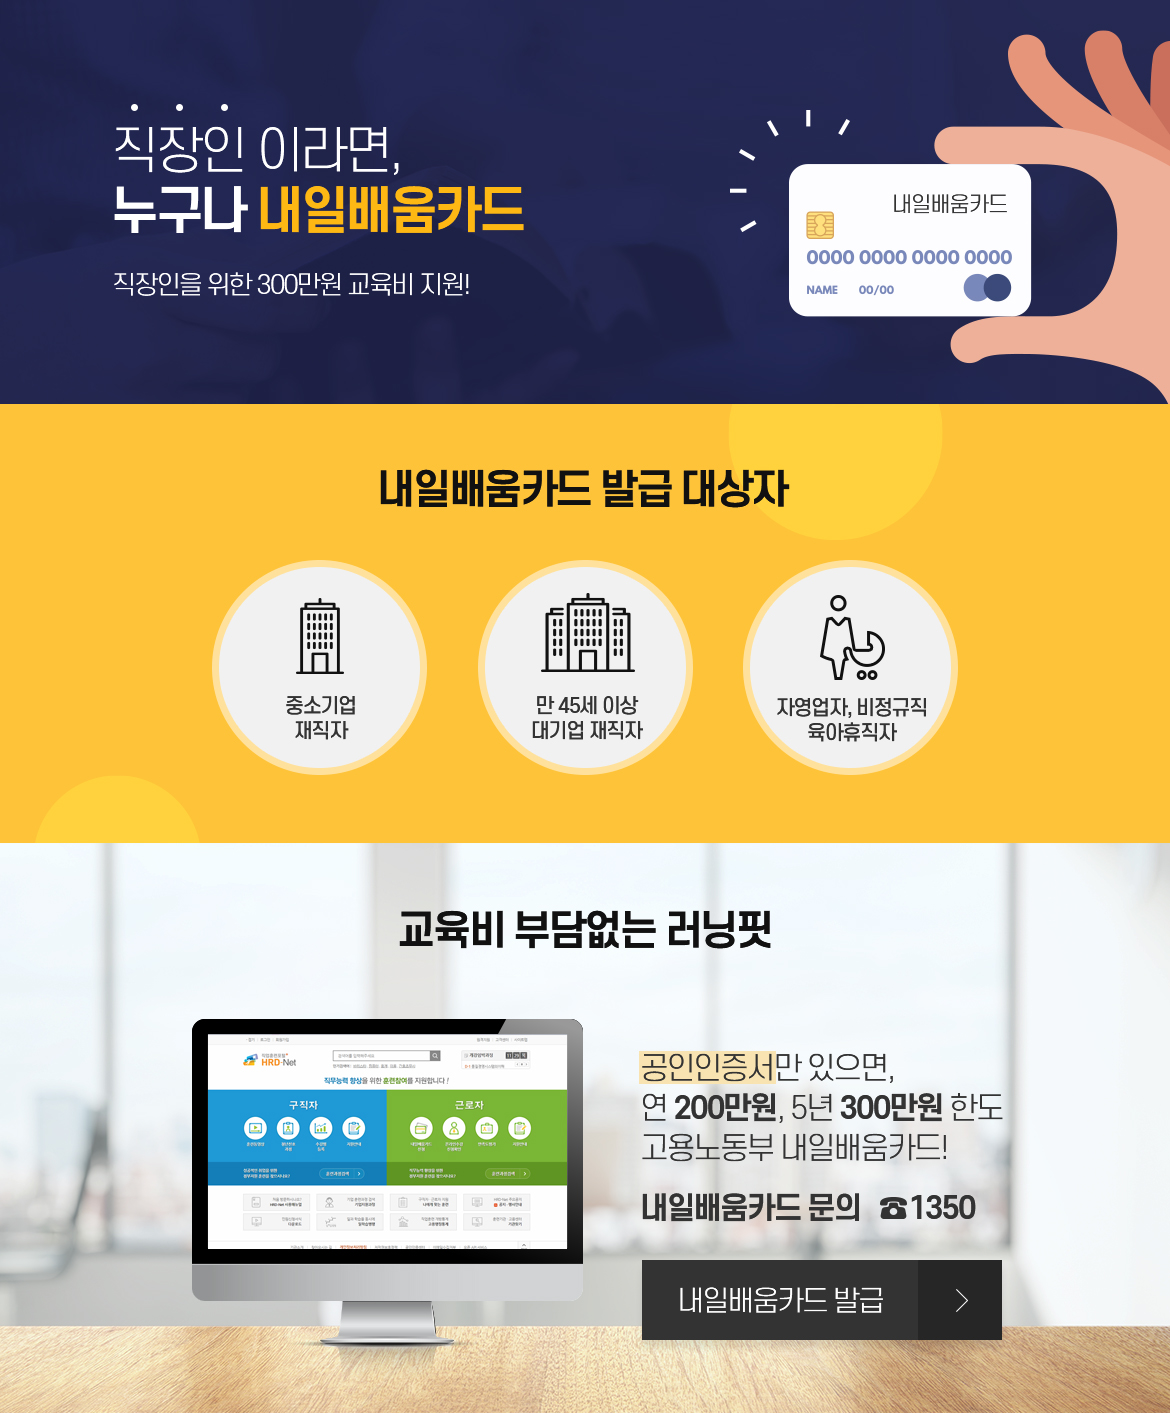 직장인 이라면,
누구나 내일배움카드
직장인을 위한 300만원 교육비 지원!
내일배움카드
0000 0000 0000 0000
NAME 00/00
내일배움카드 발급 대상자
중소기업
재직자
만 45세 이상
대기업 재직자
자영업자, 비정규직
육아휴직자
교육비 부담없는 러닝핏
HRD-Net
직무능력 향상을 위한 훈련참여를 지원합니다!
구직자
근로자
공인인증서만 있으면,
연 200만원, 5년 300만원 한도
고용노동부 내일배움카드!
내일배움카드 문의 ☎1350
내일배움카드 발급